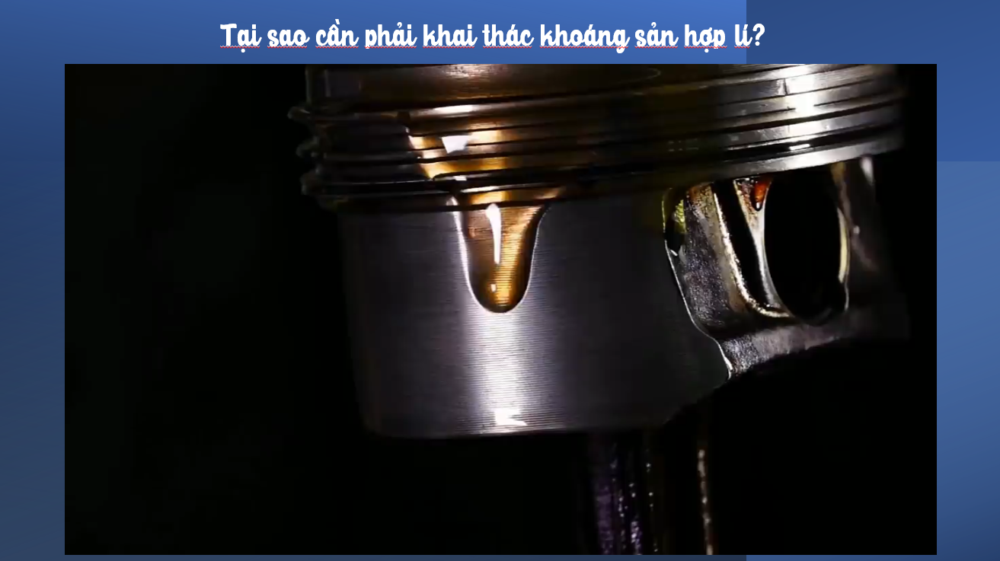 Tại sao cần phải khai thác khoáng sản hợp lí?